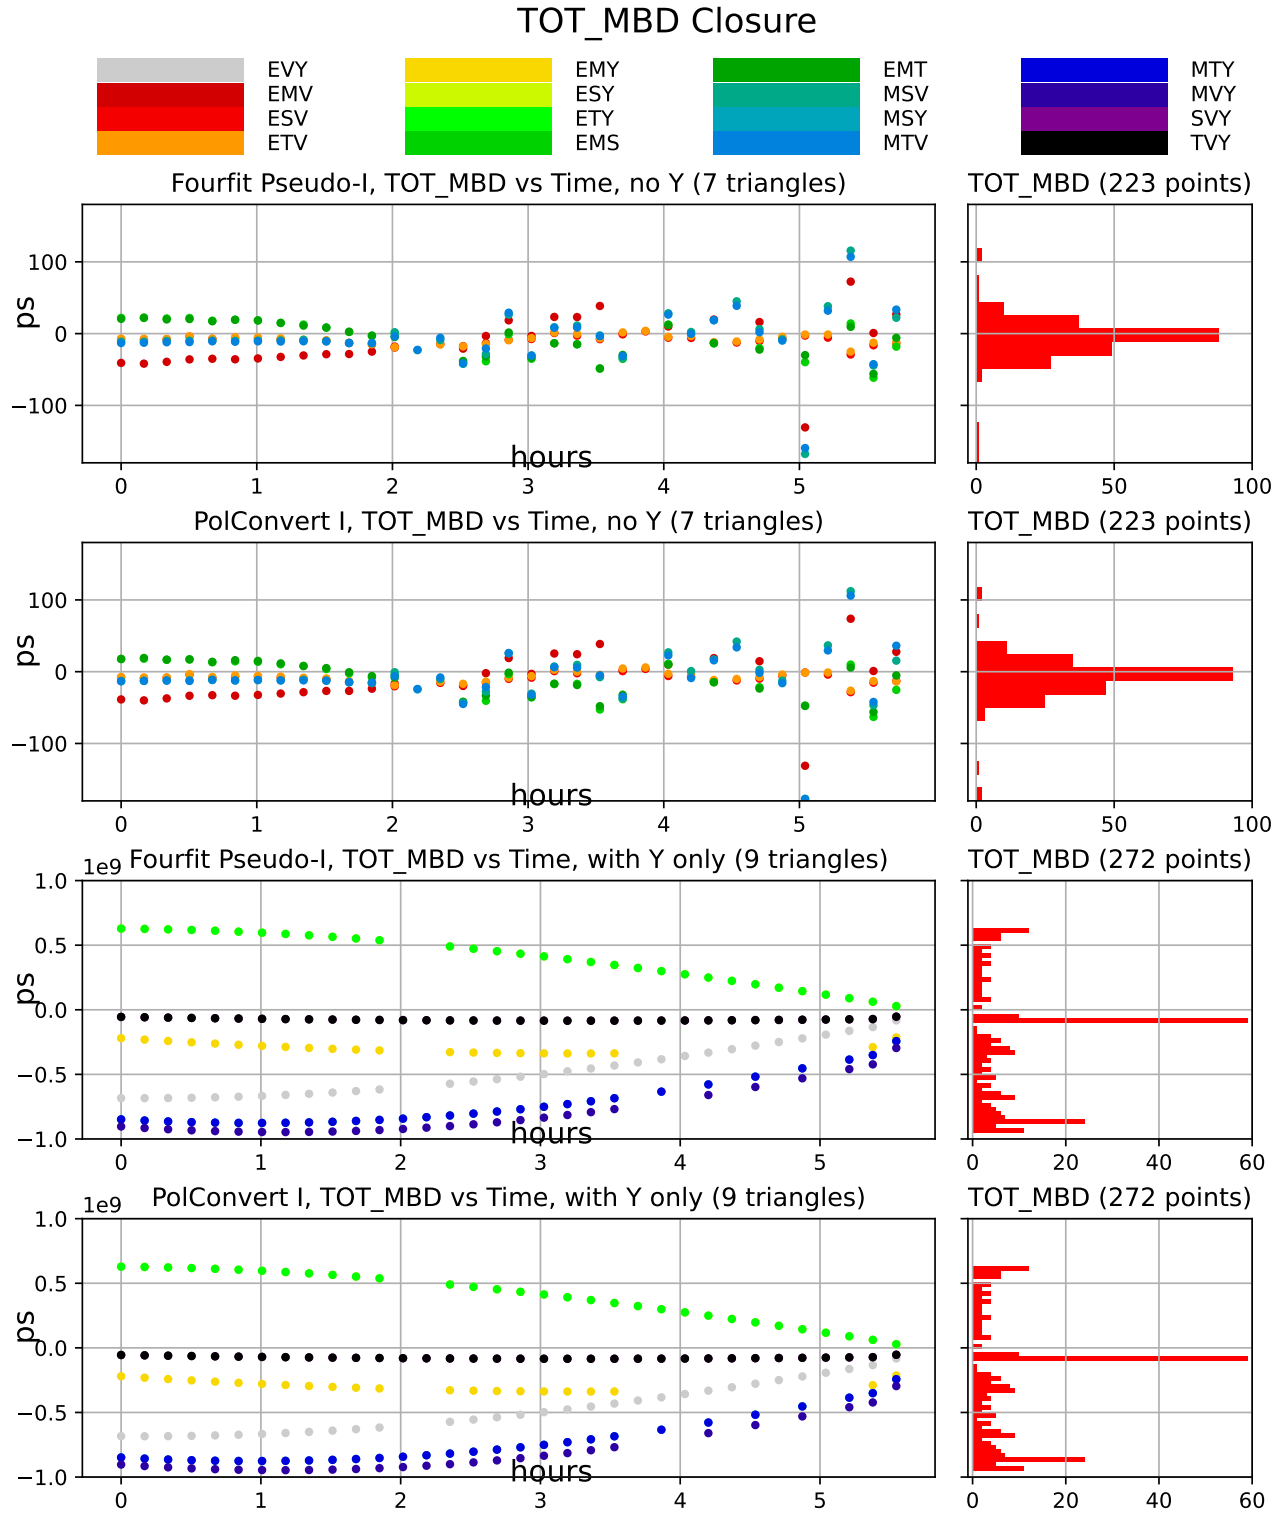 TOT_MBD Closure
EVY EMY EMT MTY
EMV ESY MSV MVY
ESV ETY MSY SVY
ETV EMS MTV TVY
Fourfit Pseudo-I, TOT_MBD vs Time, no Y (7 triangles) TOT_MBD (223 points)
100
0
−100
ps
hours
0 1 2 3 4 5 0 50 100
PolConvert I, TOT_MBD vs Time, no Y (7 triangles) TOT_MBD (223 points)
100
0
−100
ps
hours
0 1 2 3 4 5 0 50 100
1e9 Fourfit Pseudo-I, TOT_MBD vs Time, with Y only (9 triangles) TOT_MBD (272 points)
1.0
0.5
0.0
−0.5
−1.0
ps
hours
0 1 2 3 4 5 0 20 40 60
1e9 PolConvert I, TOT_MBD vs Time, with Y only (9 triangles) TOT_MBD (272 points)
1.0
0.5
0.0
−0.5
−1.0
ps
hours
0 1 2 3 4 5 0 20 40 60